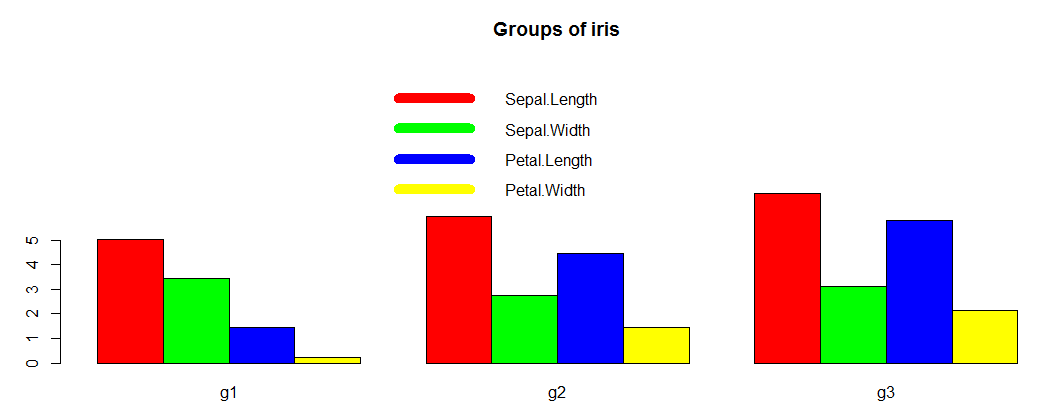 Groups of iris
Sepal.Length
Sepal.Width
Petal.Length
Petal.Width
5
4
3
2
1
0
g1 g2 g3